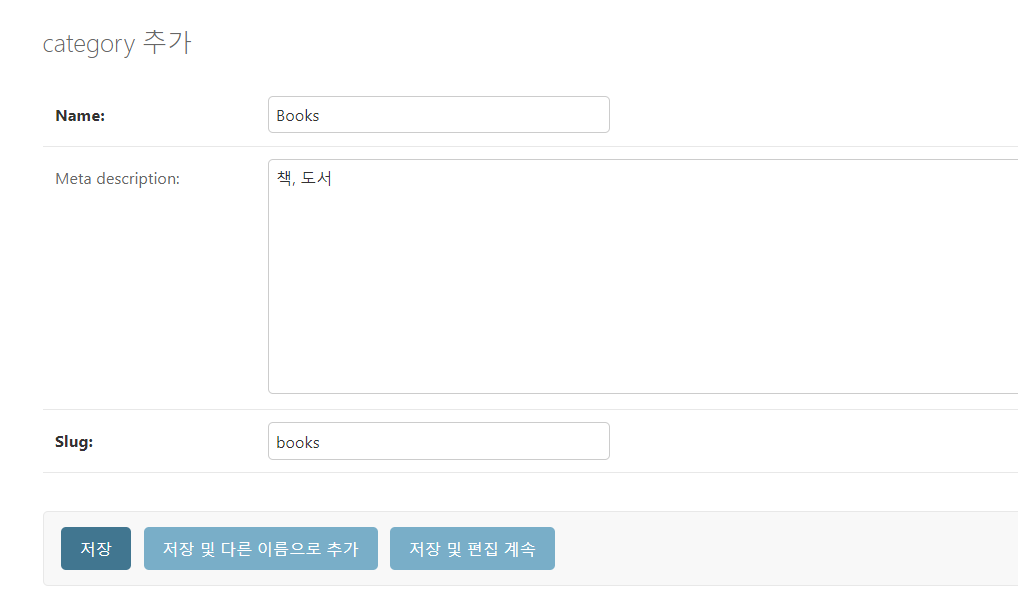 category 추가
Name:
Books
Meta description:
책, 도서
Slug:
books
저장
저장 및 다른 이름으로 추가
저장 및 편집 계속